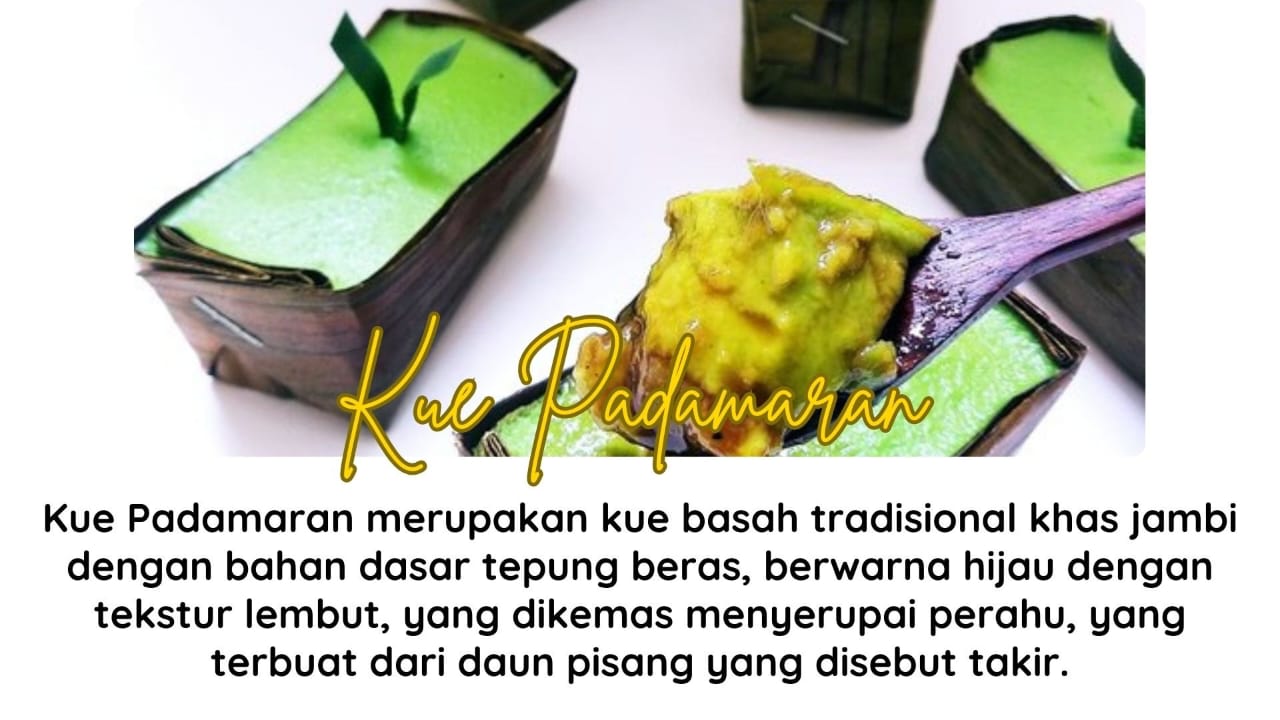 Kue Padamaran
Kue Padamaran merupakan kue basah tradisional khas jambi
dengan bahan dasar tepung beras, berwarna hijau dengan
tekstur lembut, yang dikemas menyerupai perahu, yang
terbuat dari daun pisang yang disebut takir.